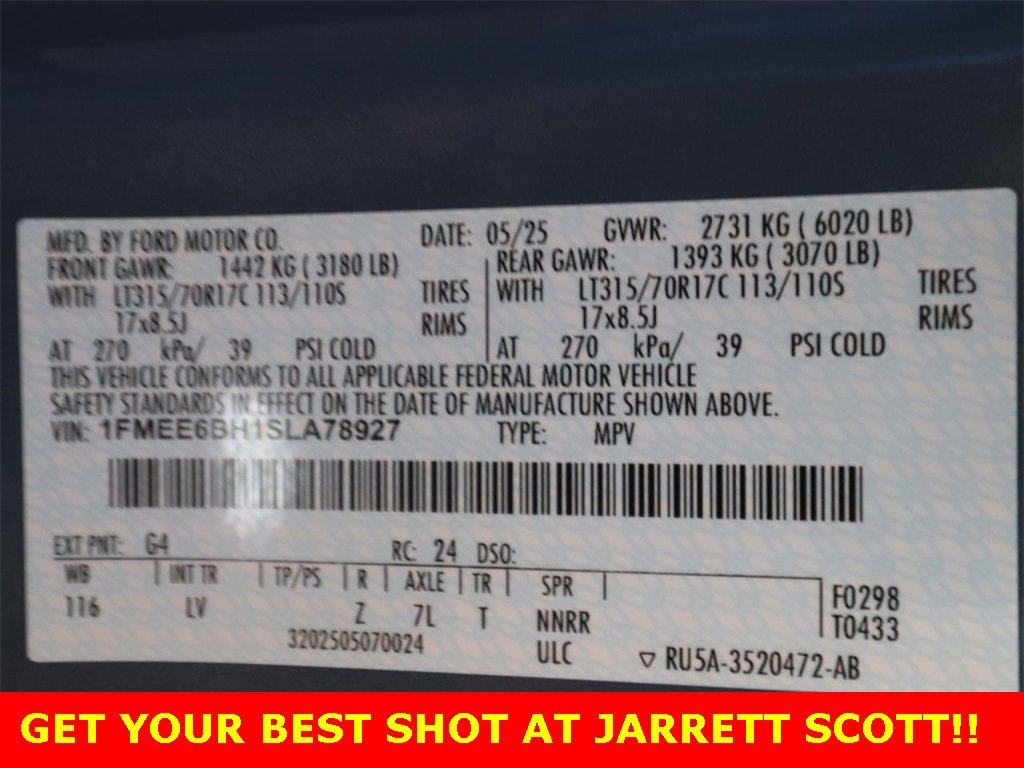 MFD. BY FORD MOTOR CO. DATE: 05/25 GVWR: 2731 KG ( 6020 LB)
FRONT GAWR: 1442 KG ( 3180 LB) REAR GAWR: 1393 KG ( 3070 LB)
WITH LT315/70R17C 113/110S TIRES WITH LT315/70R17C 113/110S TIRES
17x8.5J RIMS 17x8.5J RIMS
AT 270 kPa/ 39 PSI COLD AT 270 kPa/ 39 PSI COLD
THIS VEHICLE CONFORMS TO ALL APPLICABLE FEDERAL MOTOR VEHICLE
SAFETY STANDARDS IN EFFECT ON THE DATE OF MANUFACTURE SHOWN ABOVE.
VIN: 1FMEE6BH1SLA78927 TYPE: MPV
EXT PNT: G4 RC: 24 DSO:
WB INT TR TP/PS R AXLE TR SPR F0298
116 LV Z 7L T NNRR T0433
3202505070024 ULC RU5A-3520472-AB
GET YOUR BEST SHOT AT JARRETT SCOTT!!